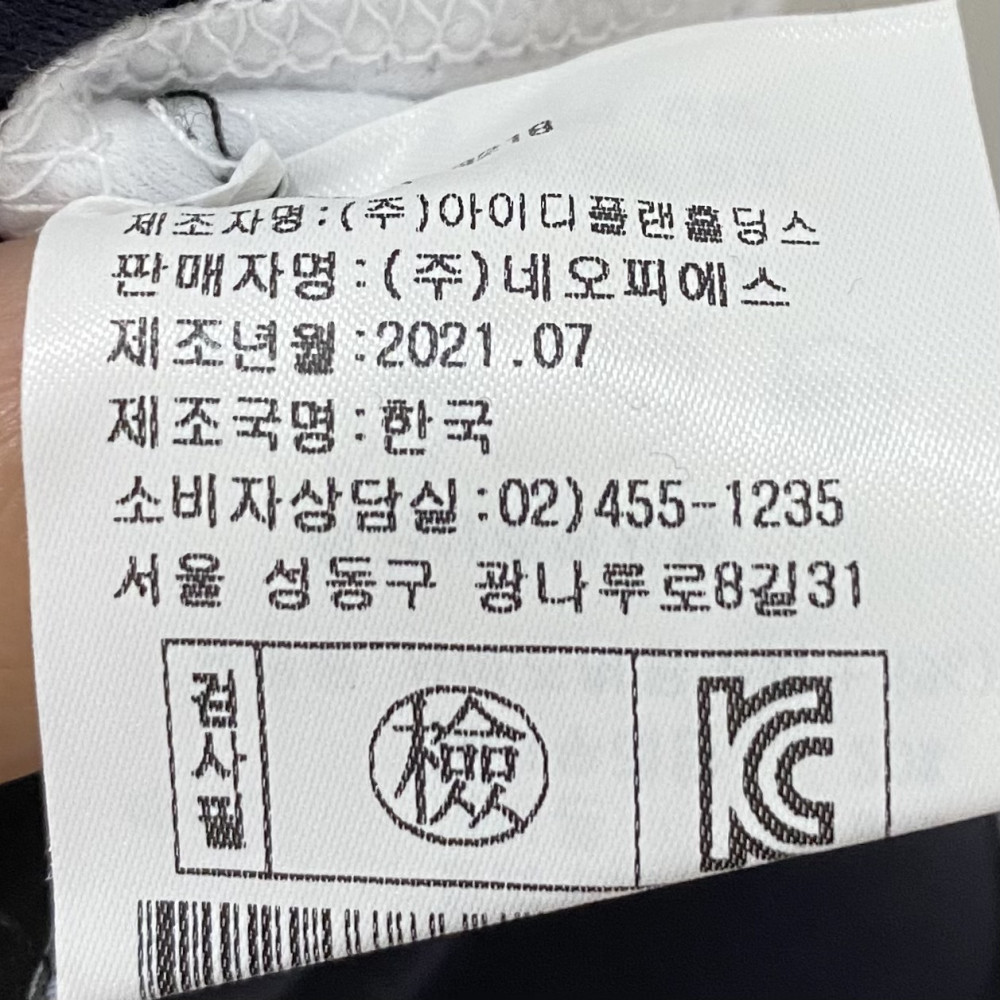 제조자명:(주)아이디플랜홀딩스
판매자명:(주)네오피에스
제조년월:2021.07
제조국명:한국
소비자상담실:02)455-1235
서울 성동구 광나루로8길31
검사필
檢
KC